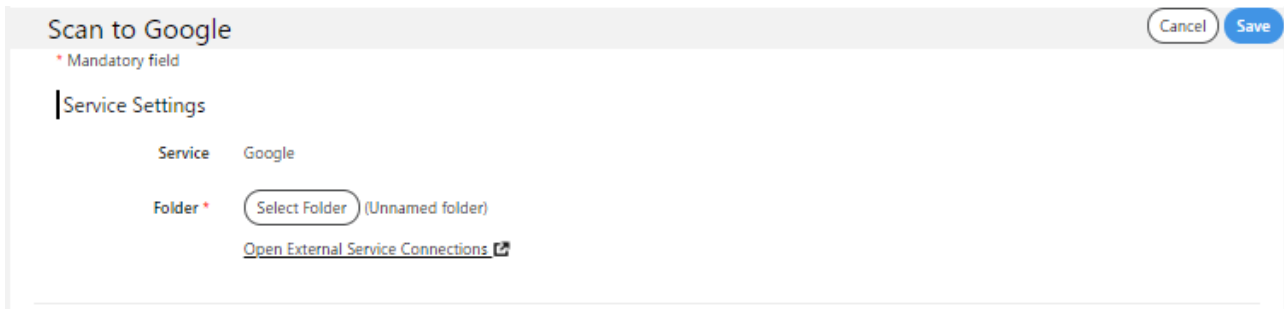 Scan to Google
Cancel
Save
* Mandatory field
Service Settings
Service Google
Folder * Select Folder (Unnamed folder)
Open External Service Connections